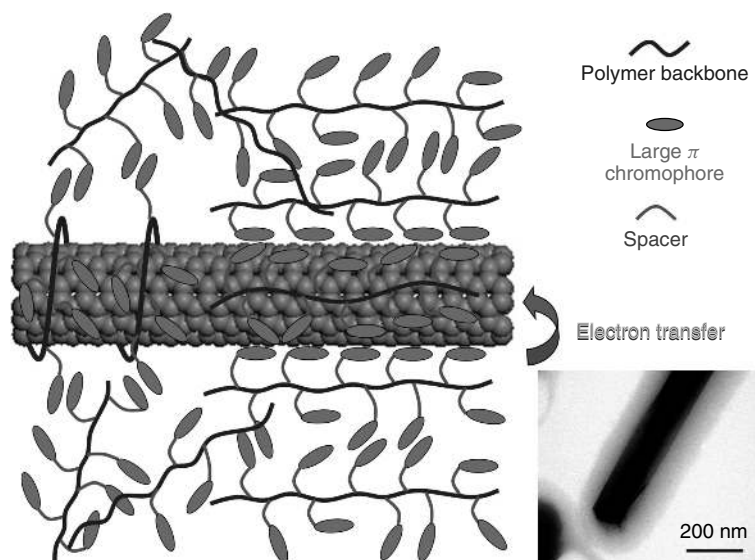 Polymer backbone
Large π
chromophore
Spacer
Electron transfer
200 nm